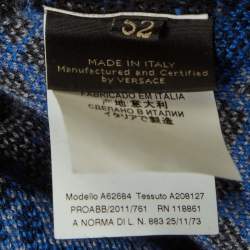 52
MADE IN ITALY
Manufactured and Certified
by VERSACE
FABRICADO EM ITALIA
产地意大利
СДЕЛАНО В ИТАЛИИ
イタリアで製造
Modello A62684 Tessuto A208127
PROABB/2011/761 RN 118861
A NORMA DI L. N. 883 25/11/73